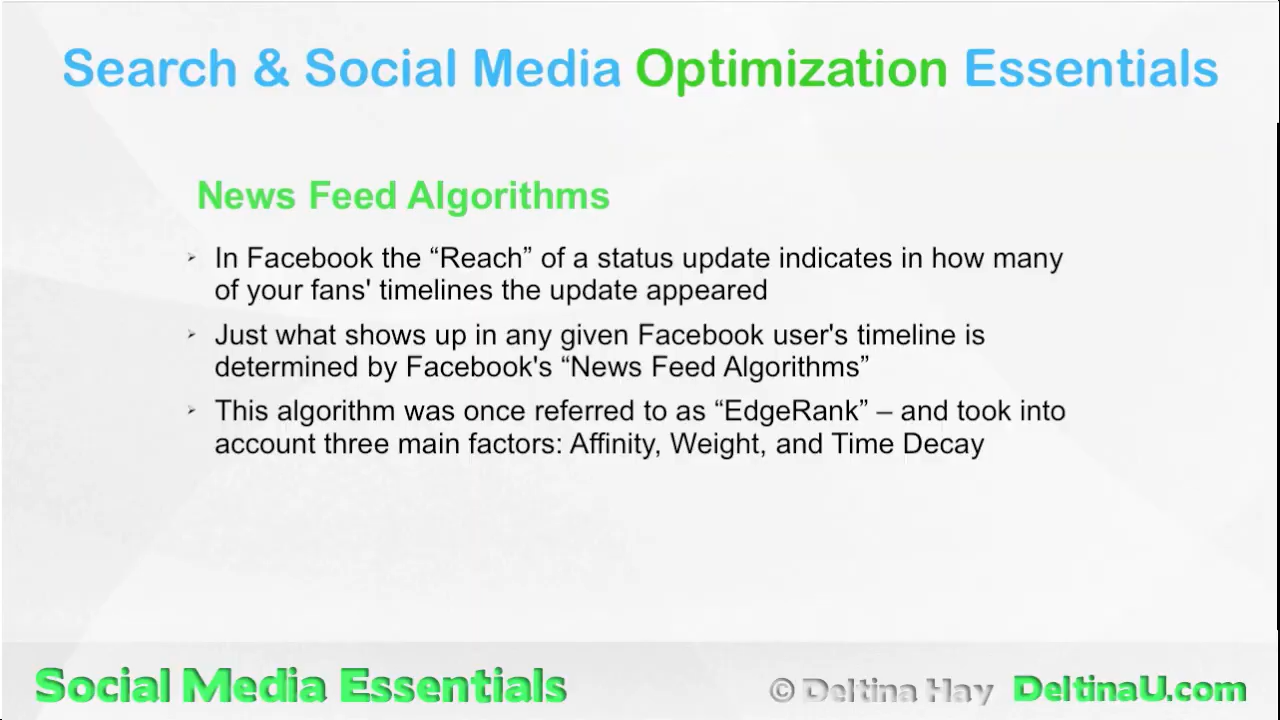 Search & Social Media Optimization Essentials
News Feed Algorithms
➢ In Facebook the “Reach” of a status update indicates in how many
of your fans' timelines the update appeared
➢ Just what shows up in any given Facebook user's timeline is
determined by Facebook's “News Feed Algorithms”
➢ This algorithm was once referred to as “EdgeRank” – and took into
account three main factors: Affinity, Weight, and Time Decay
Social Media Essentials
© Deltina Hay DeltinaU.com